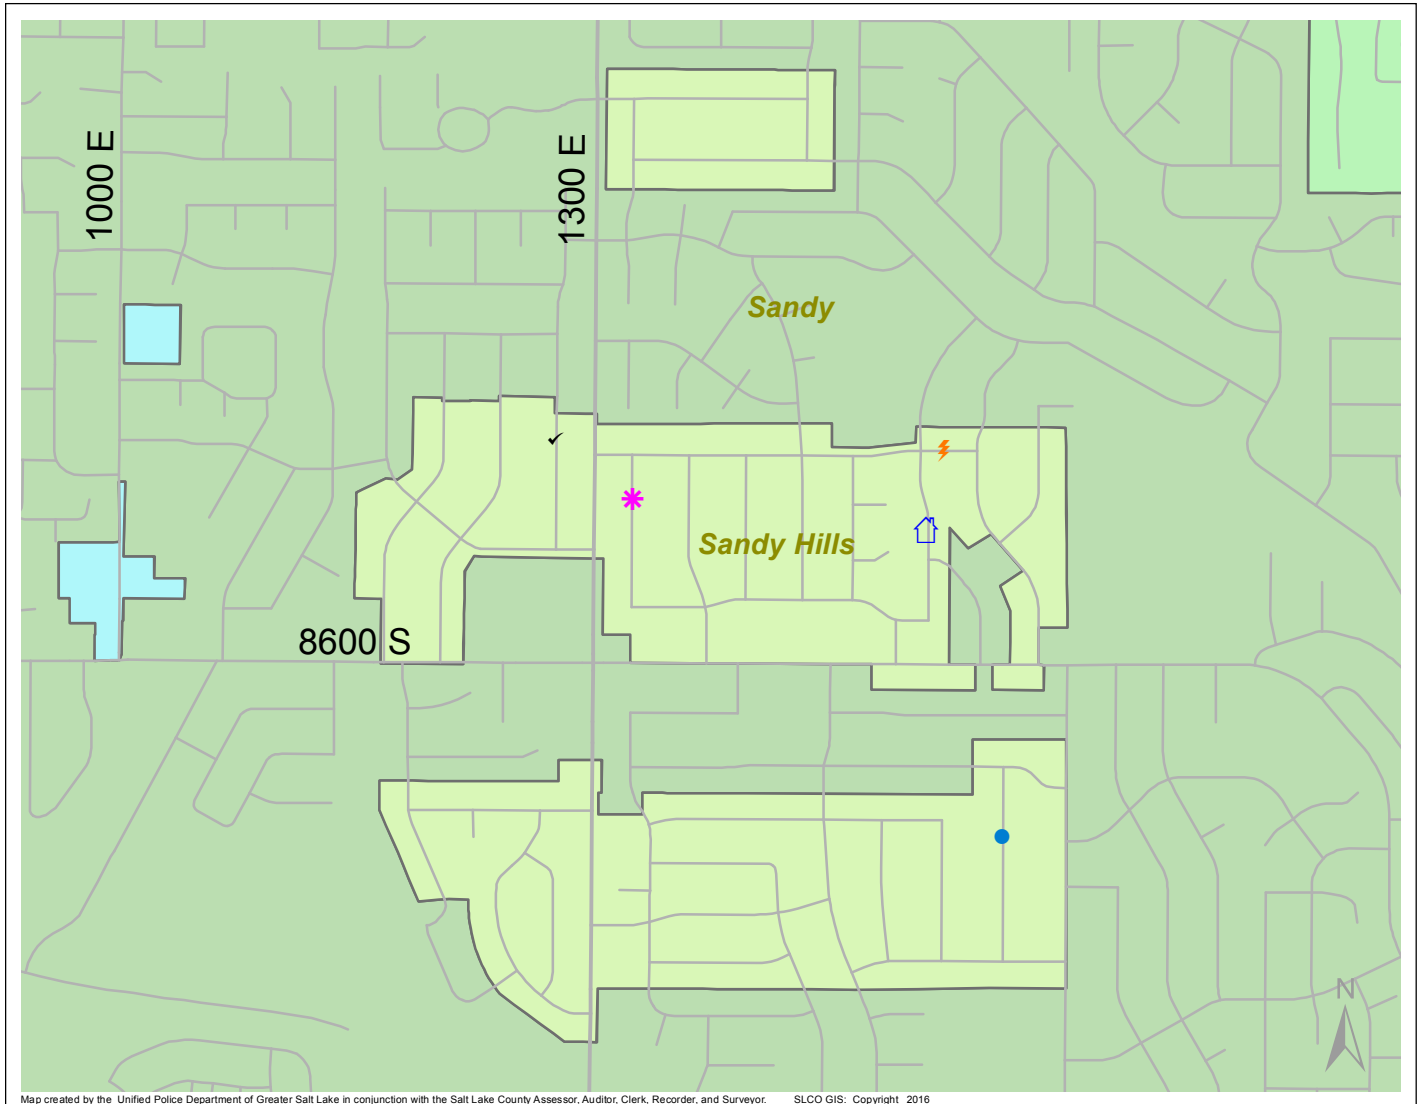 1000 E
1300 E
Sandy
Sandy Hills
8600 S
N
Map created by the Unified Police Department of Greater Salt Lake in conjunction with the Salt Lake County Assessor, Auditor, Clerk, Recorder, and Surveyor. SLCO GIS: Copyright 2016